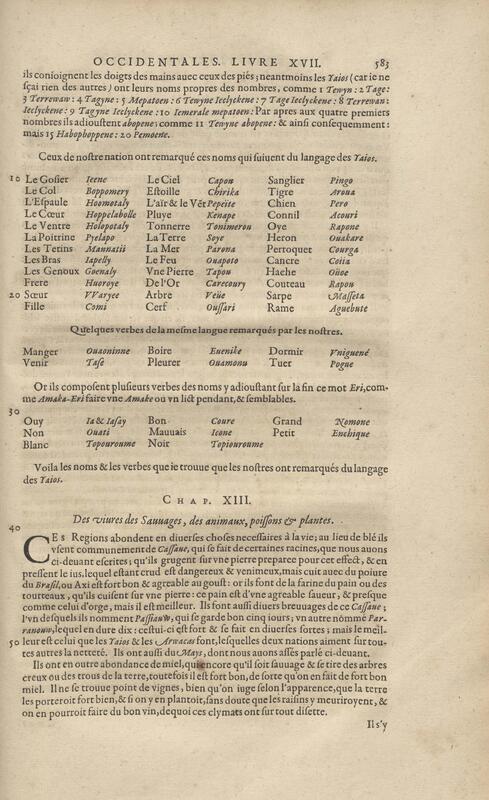 OCCIDENTALES. LIVRE XVII. 583
ils conioignent les doigts des mains auec ceux des piés; neantmoins les Yaios (car ie ne
sçai rien des autres) ont leurs noms propres des nombres, comme 1 Tewyn: 2 Tage:
3 Terrewaw: 4 Tagyne: 5 Mepatoen: 6 Tewyne Ieclyckene: 7 Tage Ieclyckene: 8 Terrewau:
Ieclyckene: 9 Tagyne Ieclyckene: 10 Iemerale mepatoen: Par apres aux quatre premiers
nombres ils adioustent abopene: comme 11 Tewyne abopene: & ainsi consequemment:
mais 15 Habophoppene: 20 Pemoene.
Ceux de nostre nation ont remarqué ces noms qui suiuent du langage des Yaios.
10 Le Gosier Ieene Le Ciel Capou Sanglier Pingo
Le Col Boppomery Estoille Chirika Tigre Aroua
L'Espaule Hoomotaly L'air & le Vēt Pepeite Chien Pero
Le Cœur Hoppelabolle Pluye Kenape Connil Acouri
Le Ventre Holopotaly Tonnerre Tonimerou Oye Rapone
La Poitrine Pyelapo La Terre Soye Heron Ouakare
Les Tetins Mannatii La Mer Parona Perroquet Courga
Les Bras Iapelly Le Feu Ouapoto Cancre Coiia
Les Genoux Goenaly Vne Pierre Tapou Hache Oüoe
Frere Huoroye De l'Or Carecoury Couteau Rapou
20 Sœur VVaryee Arbre Veüe Sarpe Masseta
Fille Comi Cerf Oussari Rame Aguebute
Quelques verbes de la mesme langue remarqués par les nostres.
Manger Ouaoninne Boire Euenike Dormir Vniguené
Venir Tase Pleurer Ouamonu Tuer Pogue
Or ils composent plusieurs verbes des noms y adioustant sur la fin ce mot Eri, com-
me Amaka-Eri faire vne Amake ou vn lict pendant, & semblables.
30
Ouy Ia & Iasay Bon Coure Grand Nomone
Non Ouati Mauuais Icone Petit Enchique
Blanc Topouroume Noir Topiouroume
Voila les noms & les verbes que ie trouue que les nostres ont remarqués du langage
des Yaios.
CHAP. XIII.
Des viures des Sauuages, des animaux, poissons & plantes.
40
CES Regions abondent en diuerses choses necessaires à la vie; au lieu de blé ils
vsent communement de Cassaue, qui se fait de certaines racines, que nous auons
ci-deuant escrites; qu'ils grugent sur vne pierre preparee pour cet effect, & en
pressent le ius, lequel estant crud est dangereux & venimeux, mais cuit auec du poiure
du Brasil, ou Axi est fort bon & agreable au goust: or ils font de la farine du pain ou des
tourteaux, qu'ils cuisent sur vne pierre: ce pain est d'vne agreable saueur, & presque
comme celui d'orge, mais il est meilleur. Ils font aussi diuers breuuages de ce Cassaue;
l'vn desquels ils nomment Passiauw, qui se garde bon cinq iours; vn autre nōmé Par-
ranouw, lequel en dure dix: cestui-ci est fort & se fait en diuerses sortes; mais le meil-
50 leur est celui que les Yaios & les Arwacas font, lesquelles deux nations aiment sur tou-
tes autres la netteté. Ils ont aussi du Mays, dont nous auons assés parlé ci-deuant.
Ils ont en outre abondance de miel, qui encore qu'il soit sauuage & se tire des arbres
creux ou des trous de la terre, toutefois il est fort bon, de sorte qu'on en fait de fort bon
miel. Il ne se trouue point de vignes, bien qu'on iuge selon l'apparence, que la terre
les porteroit fort bien, & si on y en plantoit, sans doute que les raisins y meuriroyent, &
on en pourroit faire du bon vin, dequoi ces clymats ont sur tout disette.
Il s'y